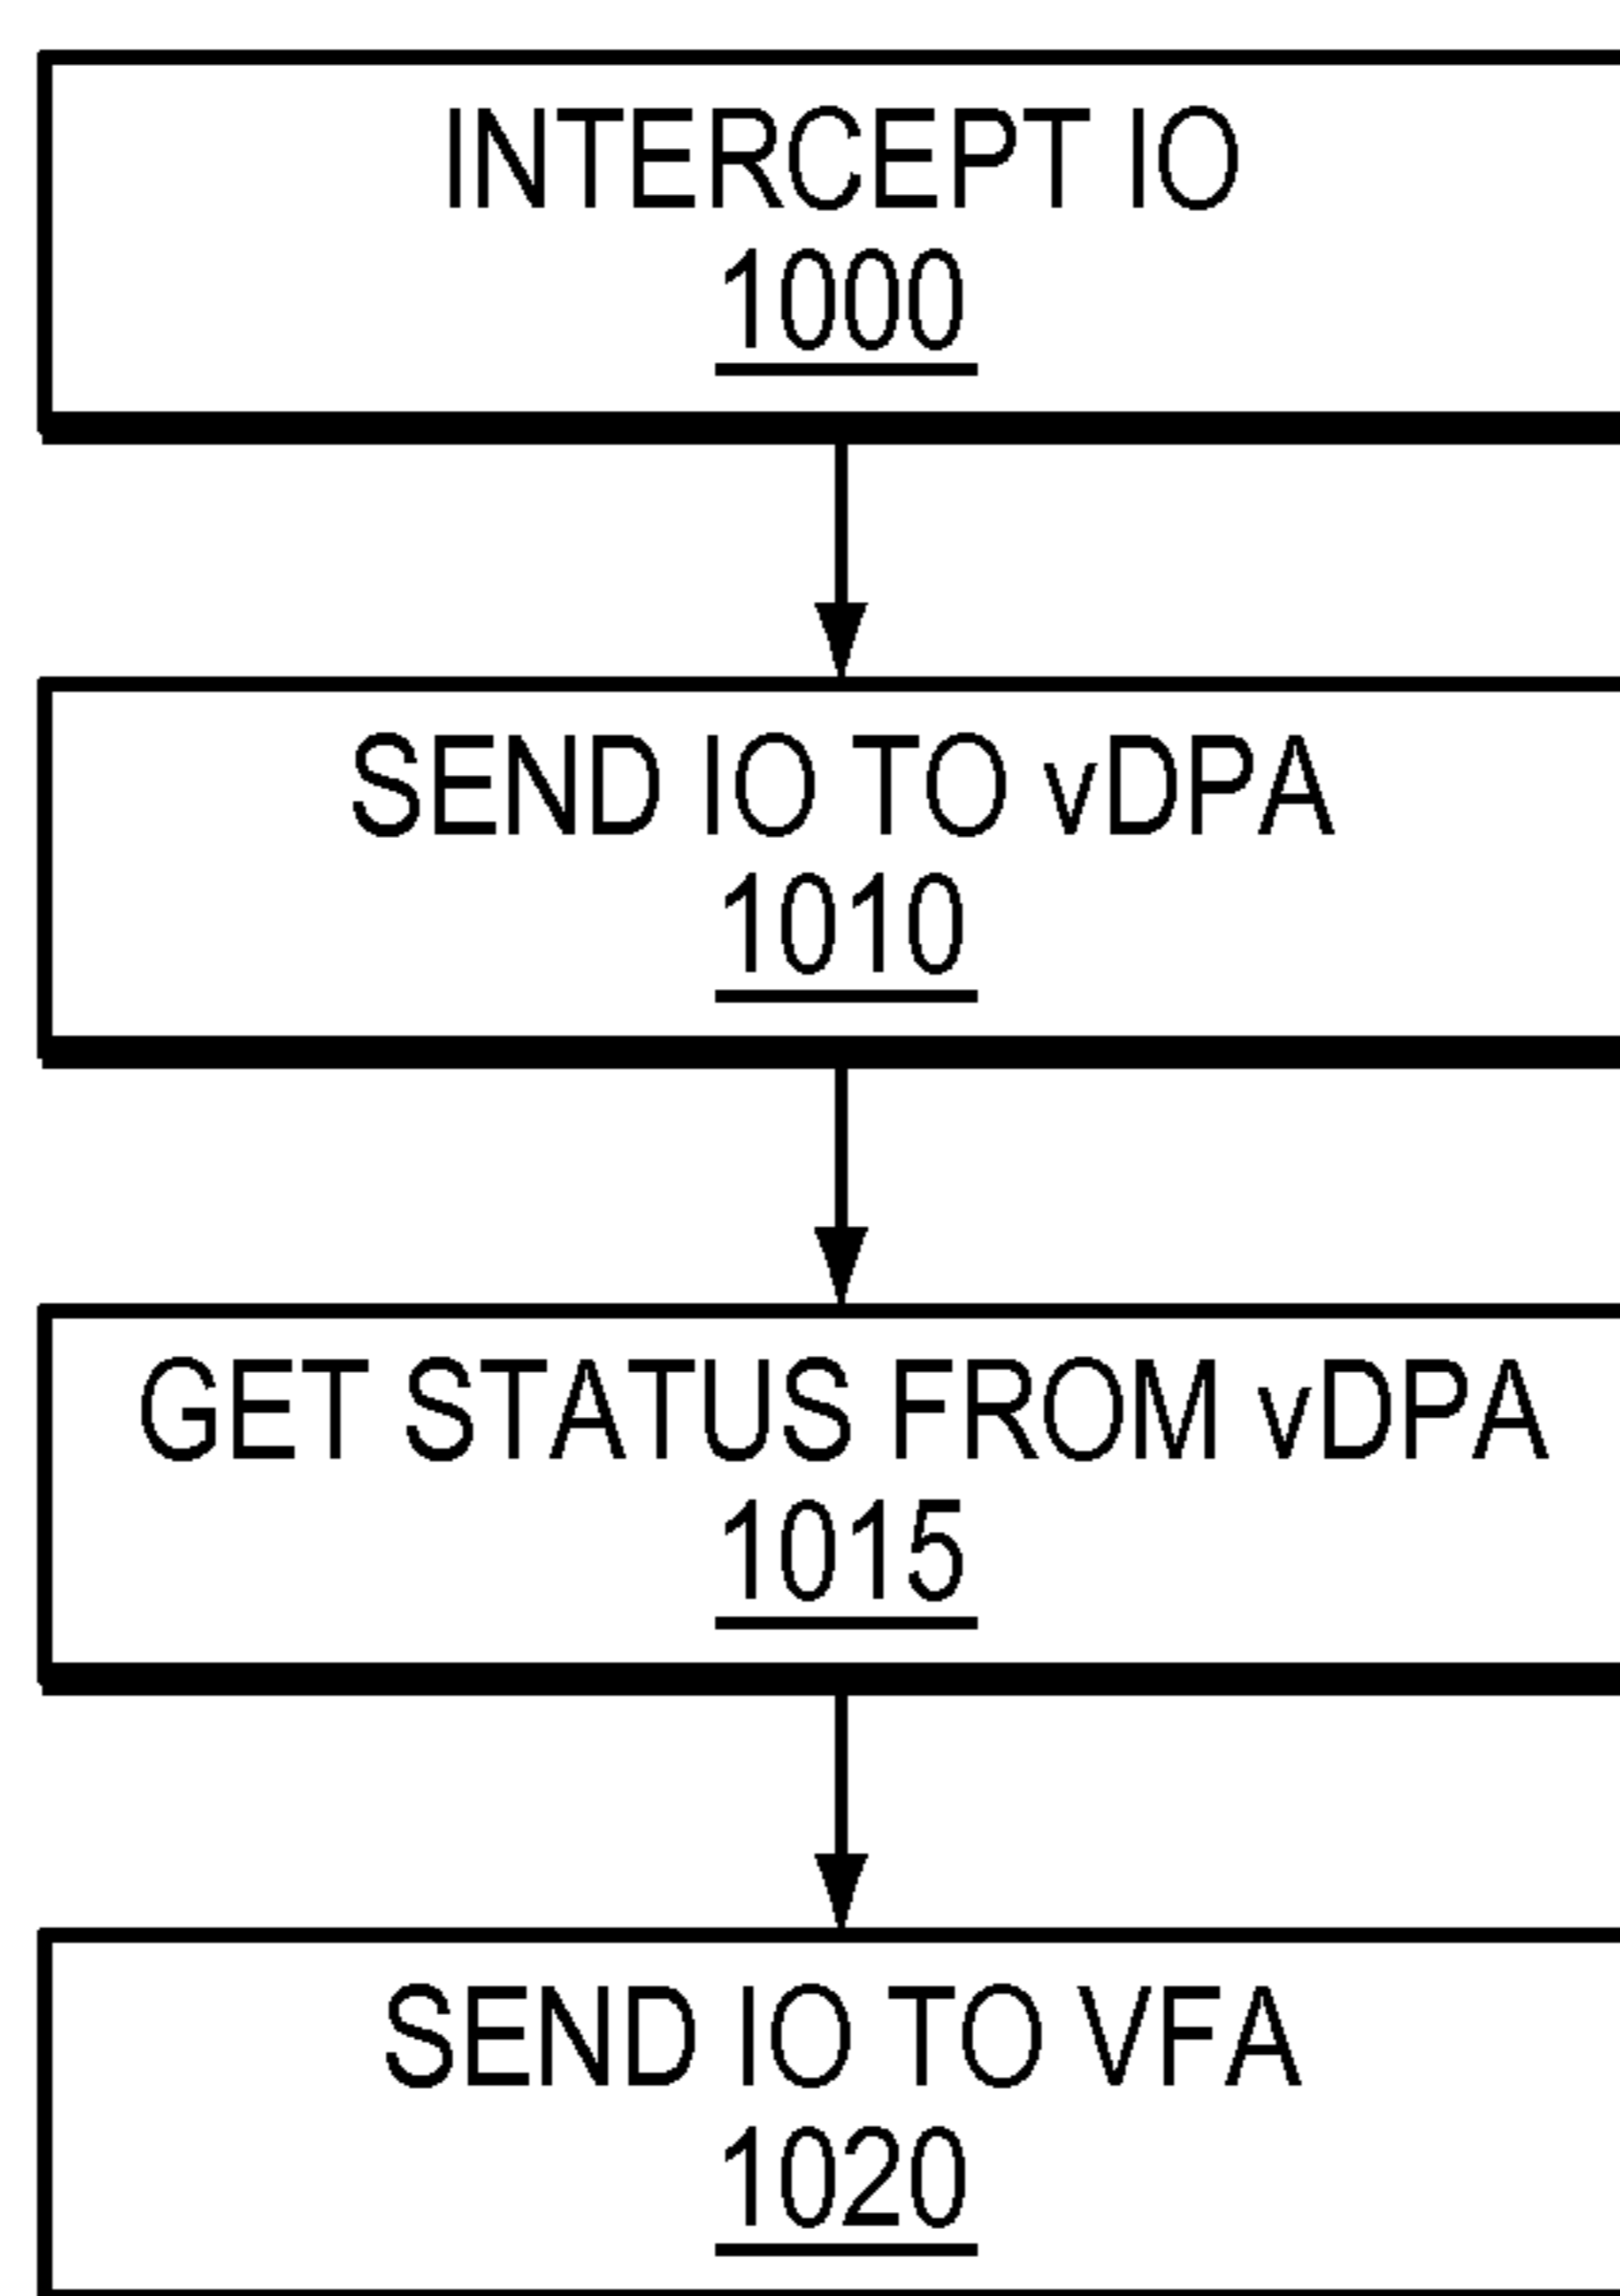 INTERCEPT IO
1000
SEND IO TO vDPA
1010
GET STATUS FROM vDPA
1015
SEND IO TO VFA
1020